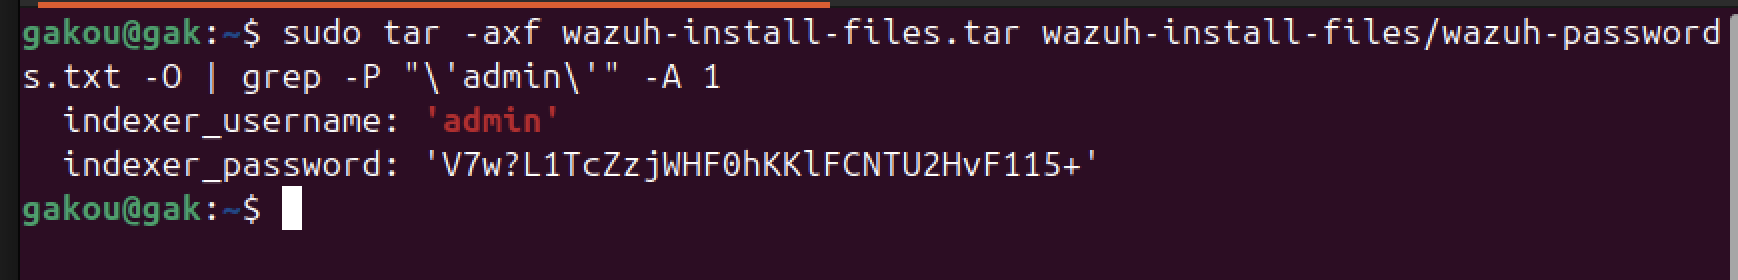 gakou@gak:~$ sudo tar -axf wazuh-install-files.tar wazuh-install-files/wazuh-password
s.txt -O | grep -P "\'admin\'" -A 1
  indexer_username: 'admin'
  indexer_password: 'V7w?L1TcZzjWHF0hKKlFCNTU2HvF115+'
gakou@gak:~$